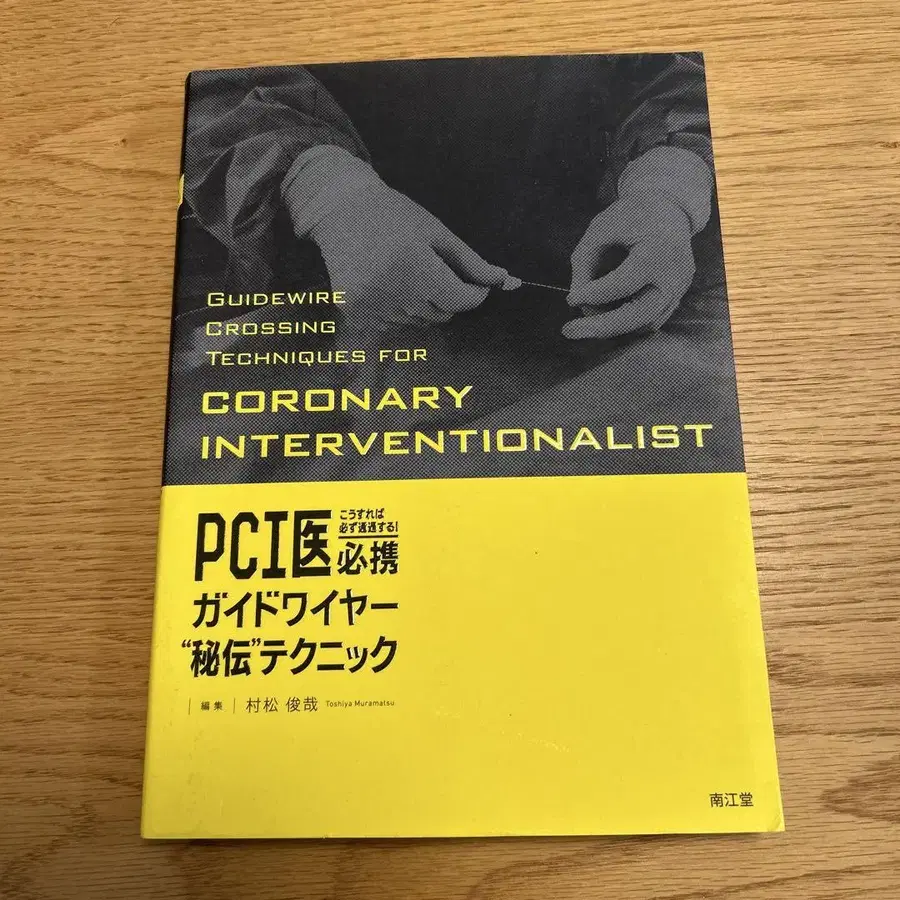 GUIDEWIRE
CROSSING
TECHNIQUES FOR
CORONARY
INTERVENTIONALIST
こうすれば
必ず通過する!
PCI医必携
ガイドワイヤー
“秘伝”テクニック
編集 村松 俊哉 Toshiya Muramatsu
南江堂